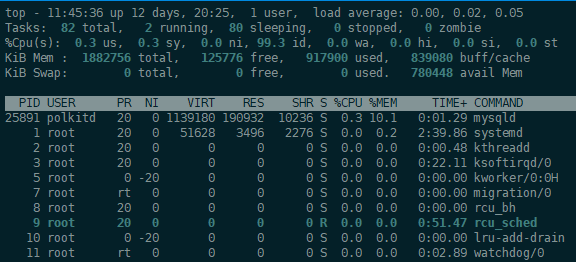 top - 11:45:36 up 12 days, 20:25,  1 user,  load average: 0.00, 0.02, 0.05
Tasks:  82 total,   2 running,  80 sleeping,   0 stopped,   0 zombie
%Cpu(s):  0.3 us,  0.3 sy,  0.0 ni, 99.3 id,  0.0 wa,  0.0 hi,  0.0 si,  0.0 st
KiB Mem :  1882756 total,   125776 free,   917900 used,   839080 buff/cache
KiB Swap:        0 total,        0 free,        0 used.   780448 avail Mem
PID USER      PR  NI    VIRT    RES    SHR S %CPU %MEM     TIME+ COMMAND
25891 polkitd   20   0 1139180 190932  10236 S  0.3 10.1   0:01.29 mysqld
1 root      20   0   51628   3496   2276 S  0.0  0.2   2:39.86 systemd
2 root      20   0       0      0      0 S  0.0  0.0   0:00.48 kthreadd
3 root      20   0       0      0      0 S  0.0  0.0   0:22.11 ksoftirqd/0
5 root       0 -20       0      0      0 S  0.0  0.0   0:00.00 kworker/0:0H
7 root      rt   0       0      0      0 S  0.0  0.0   0:00.00 migration/0
8 root      20   0       0      0      0 S  0.0  0.0   0:00.00 rcu_bh
9 root      20   0       0      0      0 R  0.0  0.0   0:51.47 rcu_sched
10 root       0 -20       0      0      0 S  0.0  0.0   0:00.00 lru-add-drain
11 root      rt   0       0      0      0 S  0.0  0.0   0:02.89 watchdog/0